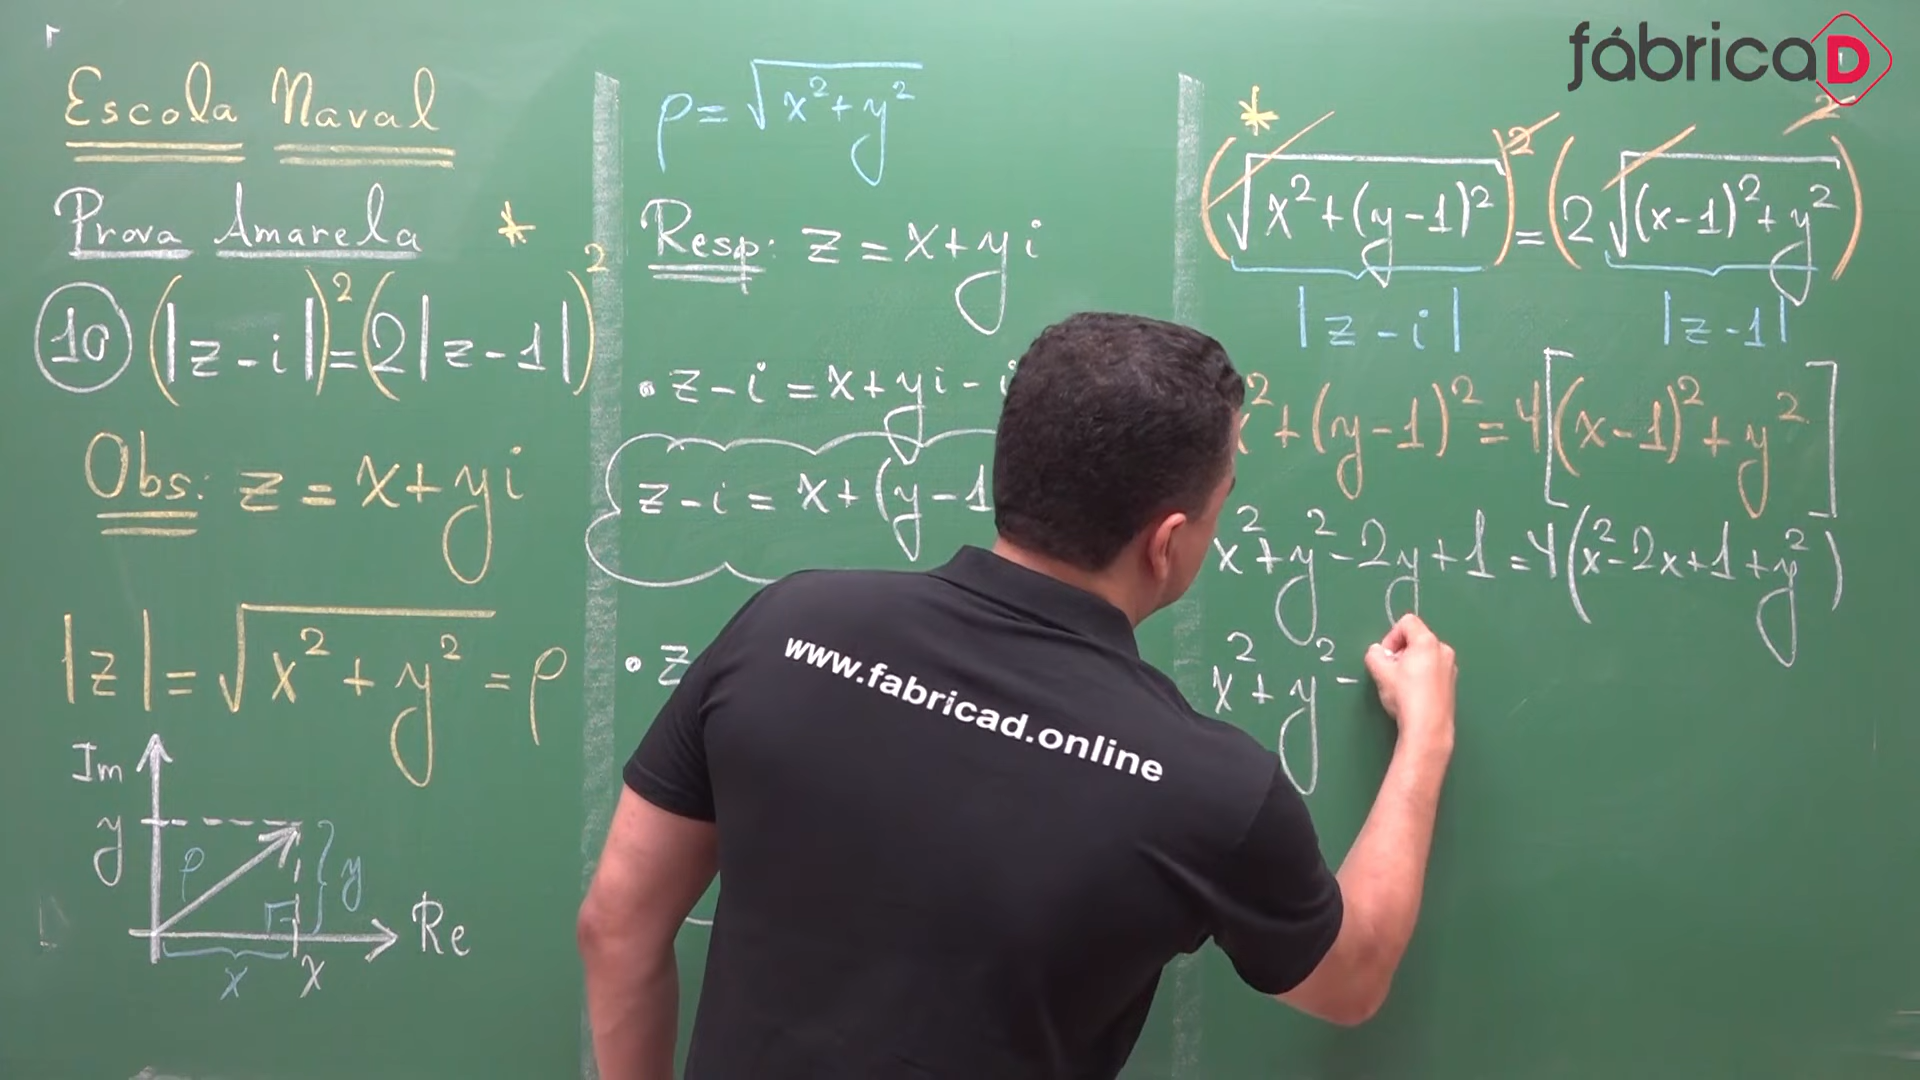 fábricaD
Escola Naval
Prova Amarela *
10 (|z-i|)² = (2|z-1|)²
Obs: z = x+yi
|z| = √(x²+y²) = ρ
Im
y
ρ
y
x
x
Re
ρ = √(x²+y²)
Resp: z = x+yi
• z-i = x+yi-i
z-i = x+(y-1
• z
*
(√(x²+(y-1)²))² = (2√((x-1)²+y²))²
|z-i| |z-1|
x²+(y-1)² = 4[(x-1)²+y²]
x²+y²-2y+1 = 4(x²-2x+1+y²)
x²+y²-
www.fabricad.online